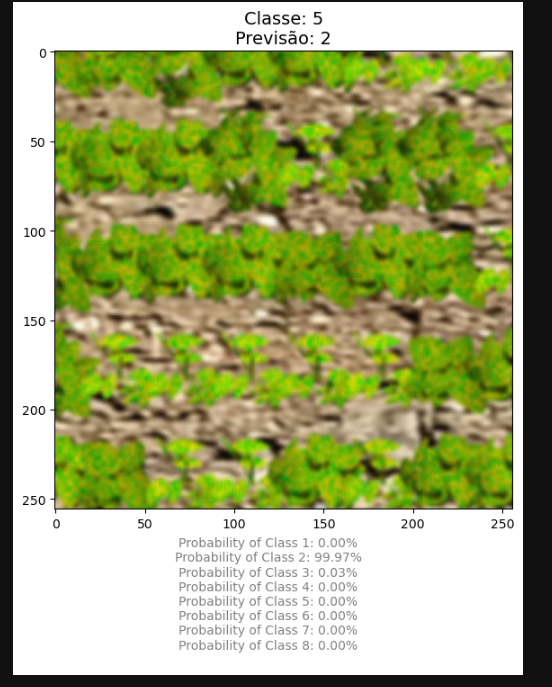 Classe: 5
Previsão: 2
0
50
100
150
200
250
0 50 100 150 200 250
Probability of Class 1: 0.00%
Probability of Class 2: 99.97%
Probability of Class 3: 0.03%
Probability of Class 4: 0.00%
Probability of Class 5: 0.00%
Probability of Class 6: 0.00%
Probability of Class 7: 0.00%
Probability of Class 8: 0.00%